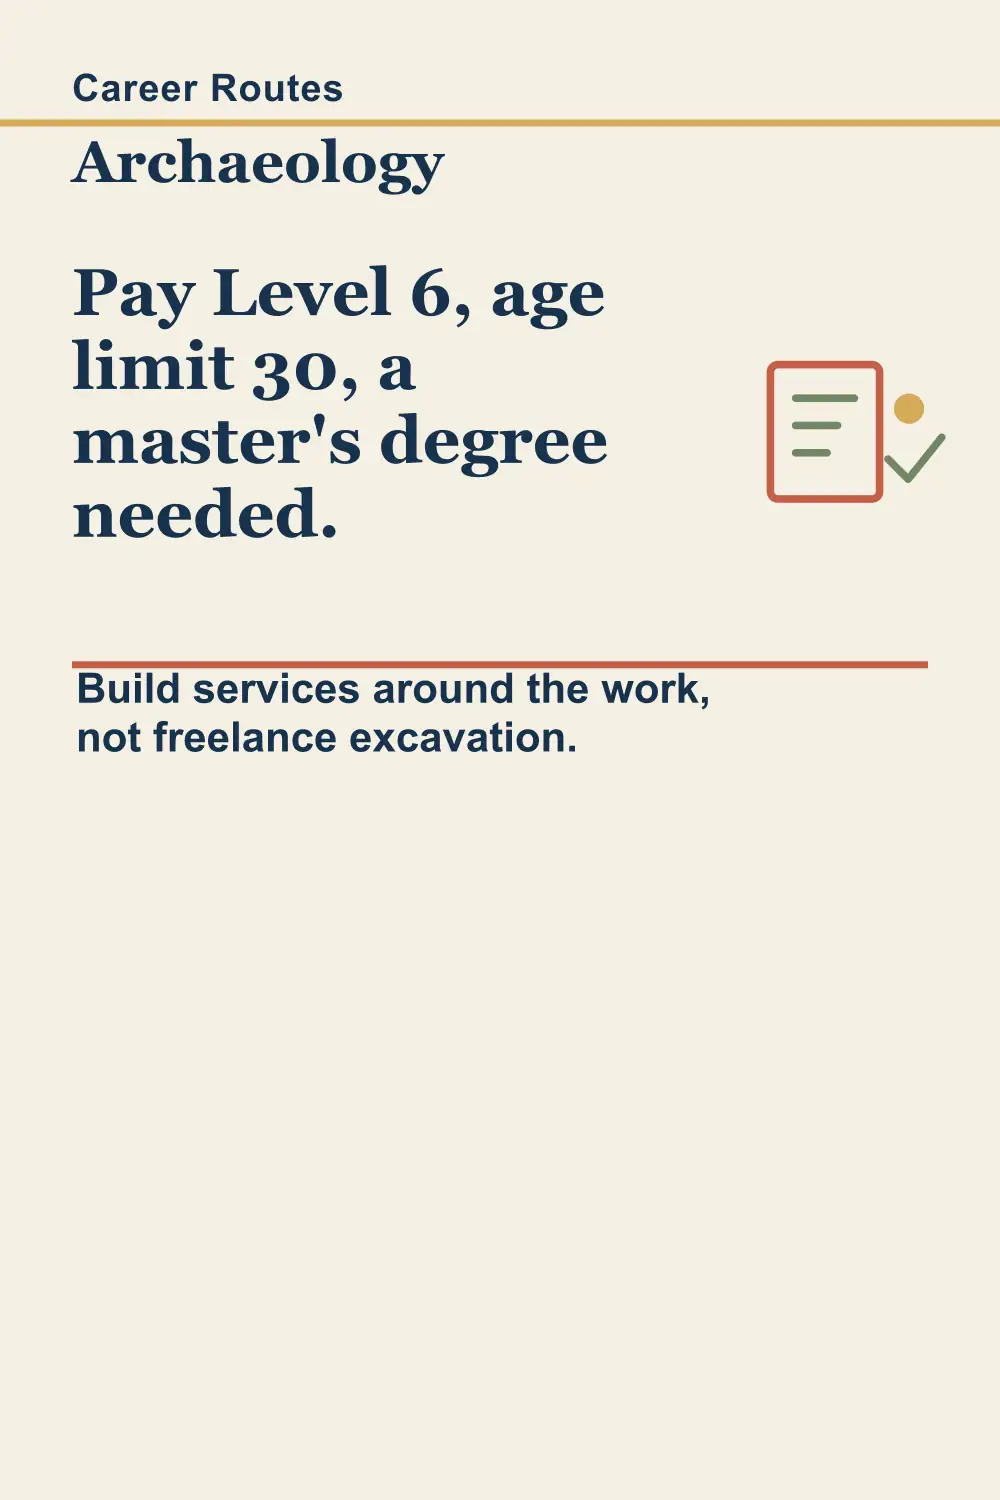 Career Routes
Archaeology
Pay Level 6, age
limit 30, a
master's degree
needed.
Build services around the work,
not freelance excavation.